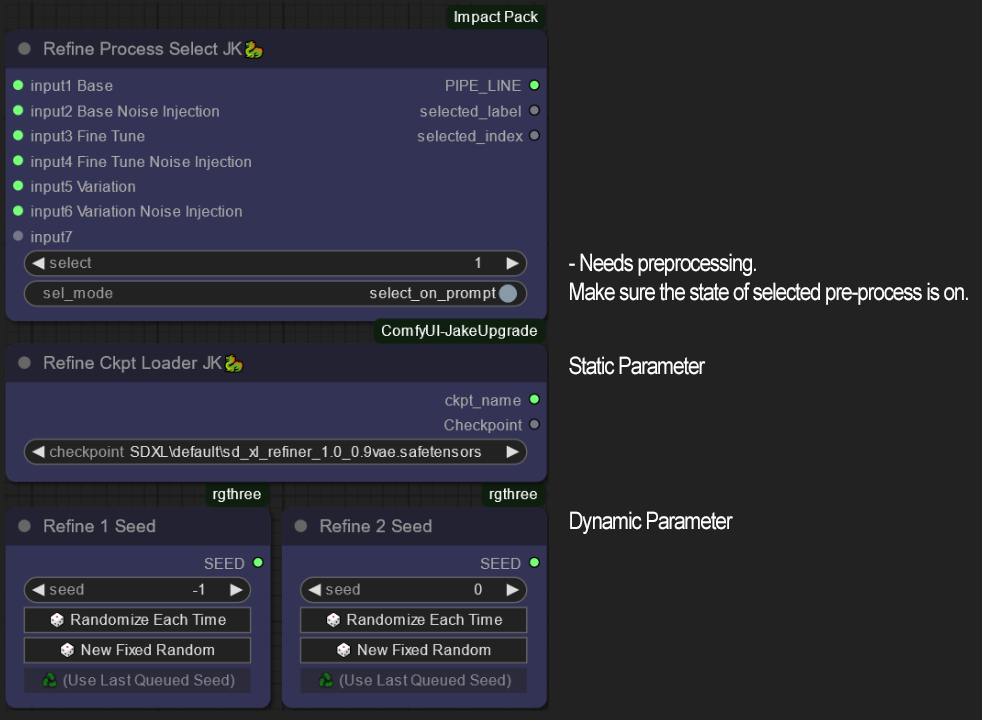 Impact Pack
Refine Process Select JK🐉
input1 Base PIPE_LINE
input2 Base Noise Injection selected_label
input3 Fine Tune selected_index
input4 Fine Tune Noise Injection
input5 Variation
input6 Variation Noise Injection
input7
select 1
- Needs preprocessing.
sel_mode select_on_prompt
Make sure the state of selected pre-process is on.
ComfyUI-JakeUpgrade
Refine Ckpt Loader JK🐉
Static Parameter
ckpt_name
Checkpoint
checkpoint SDXL\default\sd_xl_refiner_1.0_0.9vae.safetensors
rgthree rgthree
Refine 1 Seed Refine 2 Seed
Dynamic Parameter
SEED SEED
seed -1 seed 0
🎲 Randomize Each Time 🎲 Randomize Each Time
🎲 New Fixed Random 🎲 New Fixed Random
♻ (Use Last Queued Seed) ♻ (Use Last Queued Seed)